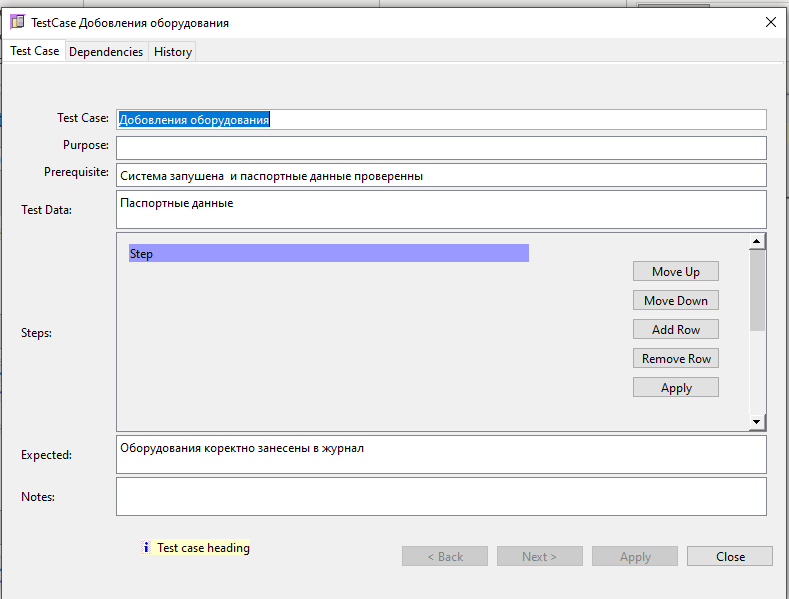 TestCase Добовления оборудования
Test Case Dependencies History
Test Case: Добовления оборудования
Purpose:
Prerequisite: Система запушена и паспортные данные проверенны
Test Data: Паспортные данные
Step
Move Up
Move Down
Add Row
Remove Row
Apply
Steps:
Expected: Оборудования коректно занесены в журнал
Notes:
i Test case heading
< Back Next > Apply Close